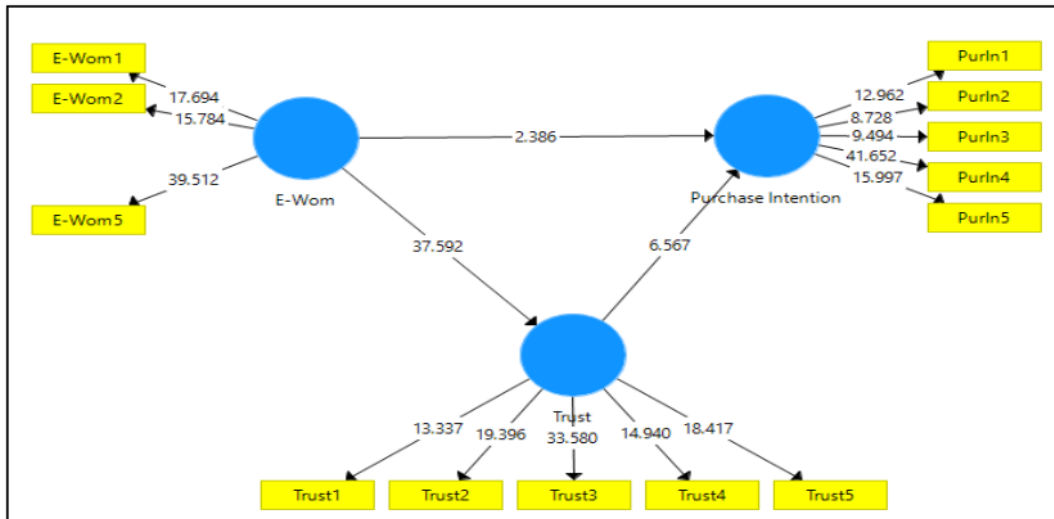 E-Wom1
PurIn1
17.694
12.962
E-Wom2
PurIn2
15.784
8.728
2.386
9.494
PurIn3
41.652
39.512
15.997
PurIn4
E-Wom
Purchase Intention
E-Wom5
PurIn5
37.592
6.567
Trust
13.337
19.396
33.580
14.940
18.417
Trust1
Trust2
Trust3
Trust4
Trust5